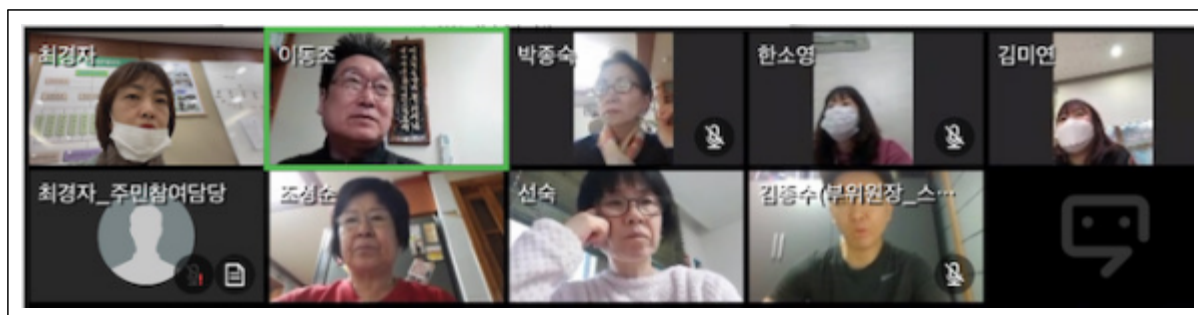 최경자
이동조
박종숙
한소영
김미연
최경자_주민참여담당
조성순
선숙
김종수(부위원장_스…